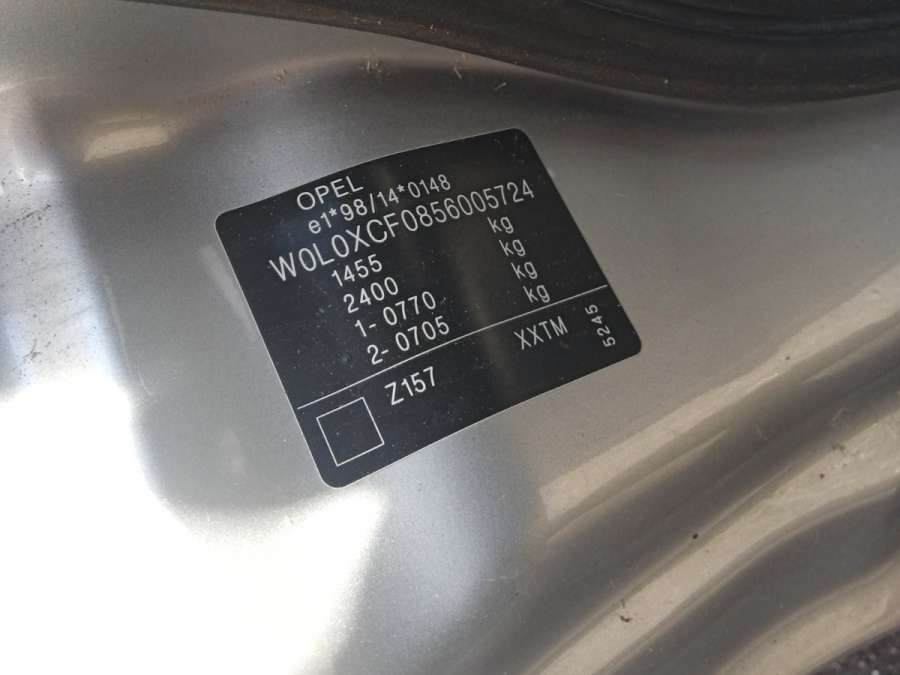 OPEL
e1*98/14*0148
W0L0XCF0856005724
1455 kg
2400 kg
1- 0770 kg
2- 0705 kg
Z157 XXTM 5245